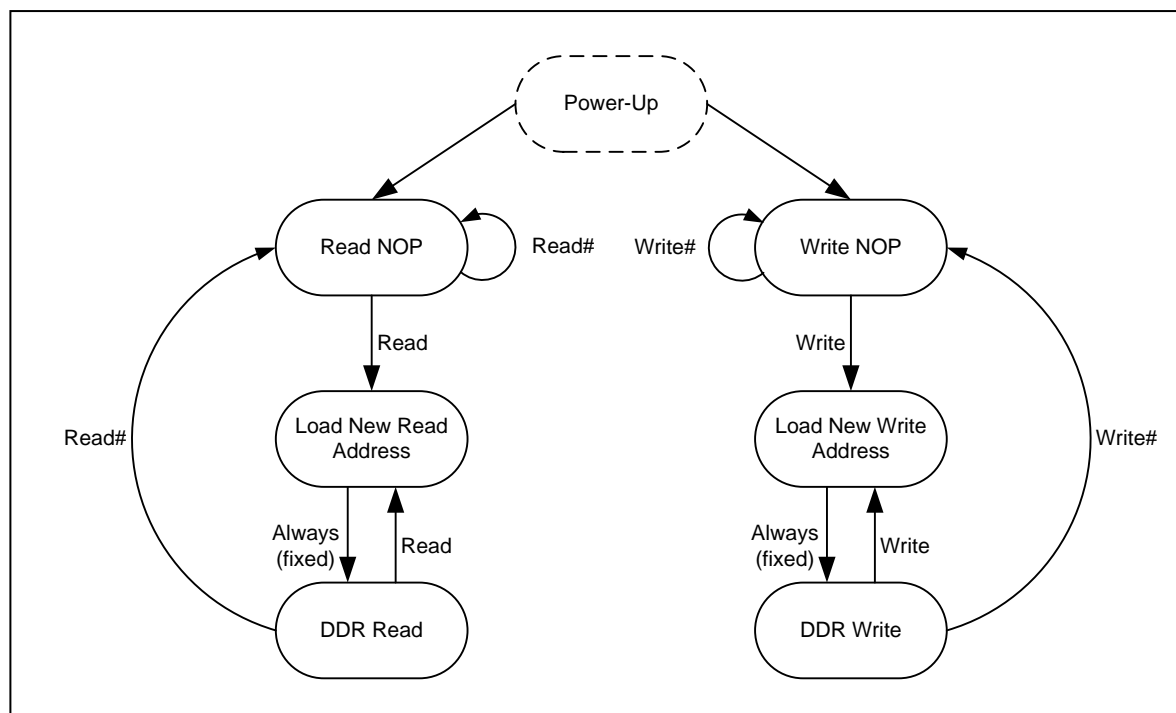 Power-Up
Read NOP
Read#
Write#
Write NOP
Read
Write
Load New Read
Address
Load New Write
Address
Read#
Write#
Always
(fixed)
Read
Always
(fixed)
Write
DDR Read
DDR Write